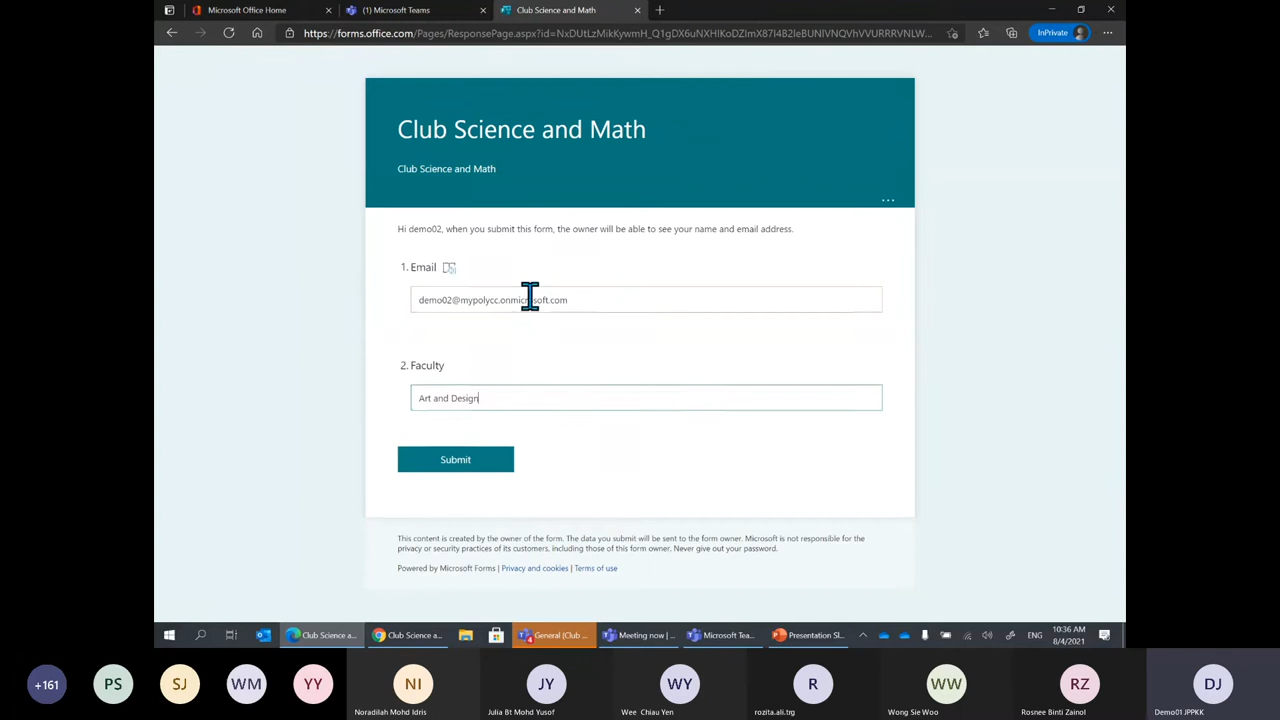 Microsoft Office Home
(1) Microsoft Teams
Club Science and Math
https://forms.office.com/Pages/ResponsePage.aspx?id=NxDUtLzMikKywmH_Q1gDX6uNXHlKoDZImX87I4B2leBUNIVNQVhVVURRRVNLW...
InPrivate
Club Science and Math
Club Science and Math
...
Hi demo02, when you submit this form, the owner will be able to see your name and email address.
1. Email
demo02@mypolycc.onmicrosoft.com
2. Faculty
Art and Design
Submit
This content is created by the owner of the form. The data you submit will be sent to the form owner. Microsoft is not responsible for the
privacy or security practices of its customers, including those of this form owner. Never give out your password.
Powered by Microsoft Forms | Privacy and cookies | Terms of use
Club Science a...
Club Science a...
4
General (Club ...
Meeting now | ...
Microsoft Tea...
Presentation Sl...
ENG
10:36 AM
8/4/2021
+161
PS
SJ
WM
YY
NI
JY
WY
R
WW
RZ
DJ
Noradilah Mohd Idris
Julia Bt Mohd Yusof
Wee Chiau Yen
rozita.ali.trg
Wong Sie Woo
Rosnee Binti Zainol
Demo01 JPPKK